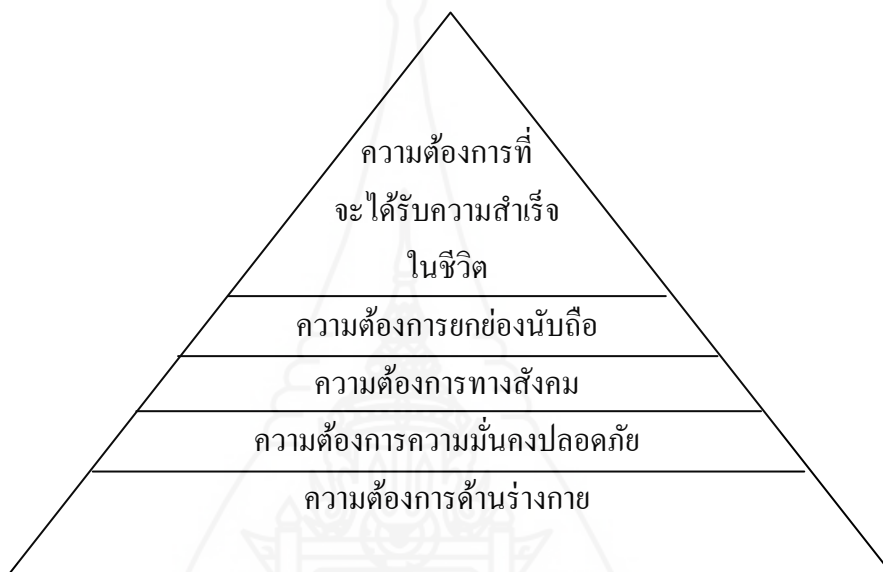 ความต้องการที่
จะได้รับความสำเร็จ
ในชีวิต
ความต้องการยกย่องนับถือ
ความต้องการทางสังคม
ความต้องการความมั่นคงปลอดภัย
ความต้องการด้านร่างกาย